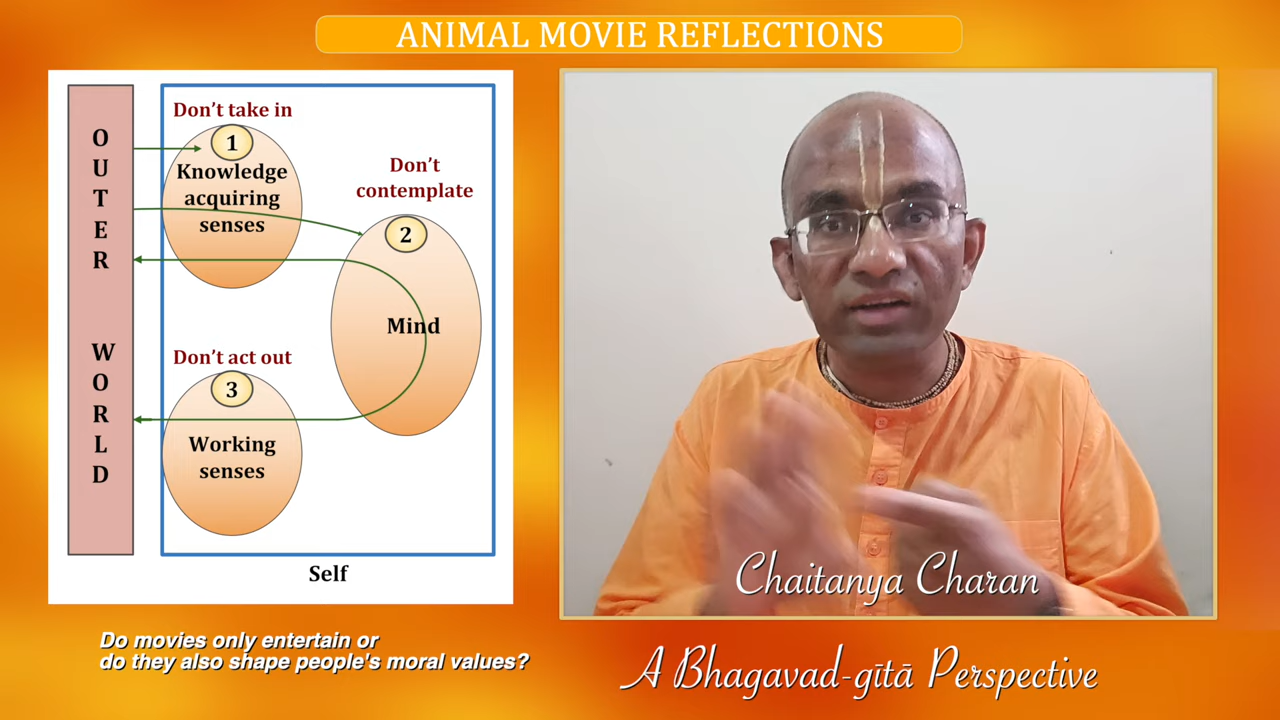 ANIMAL MOVIE REFLECTIONS
OUTER
WORLD
Don't take in
1
Knowledge
acquiring
senses
Don't
contemplate
2
Mind
Don't act out
3
Working
senses
Self
Do movies only entertain or
do they also shape people's moral values?
Chaitanya Charan
A Bhagavad-gītā Perspective